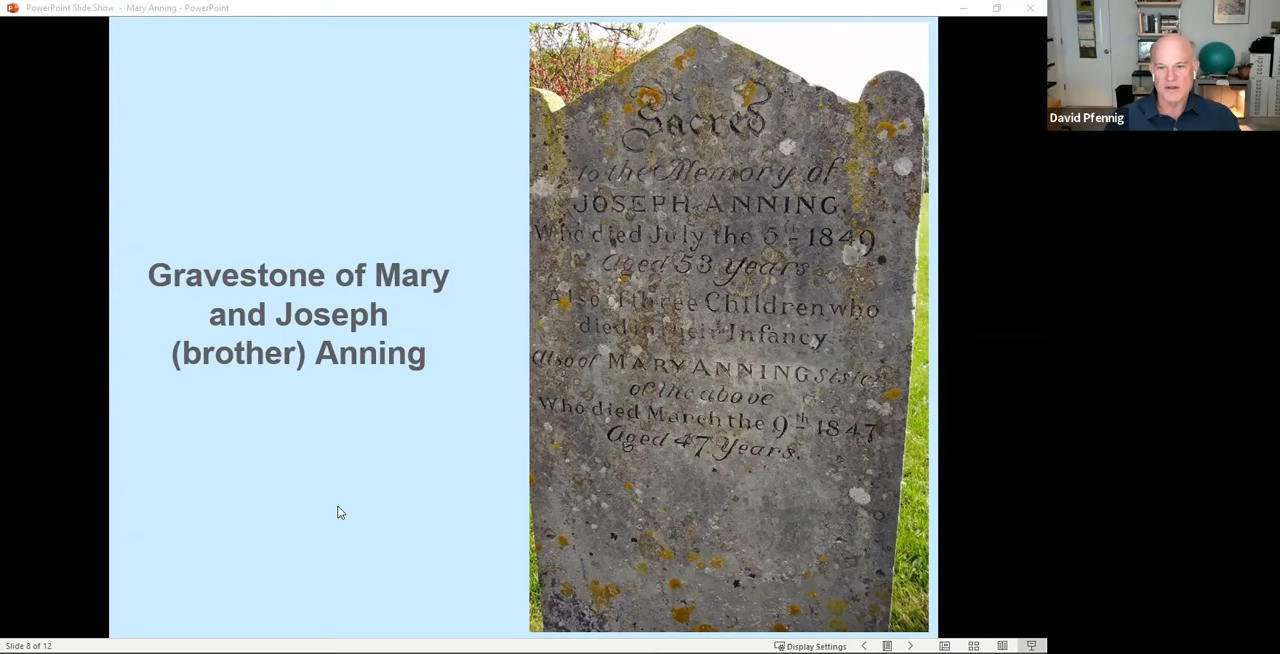 PowerPoint Slide Show - Mary Anning - PowerPoint
Gravestone of Mary
and Joseph
(brother) Anning
Sacred
to the Memory of
JOSEPH ANNING.
Who died July the 5th 1849
Aged 53 Years.
Also of three Children who
died in their Infancy
Also of MARY ANNING sister
of the above
Who died March the 9th 1847
Aged 47 Years.
David Pfennig
Slide 8 of 12
Display Settings